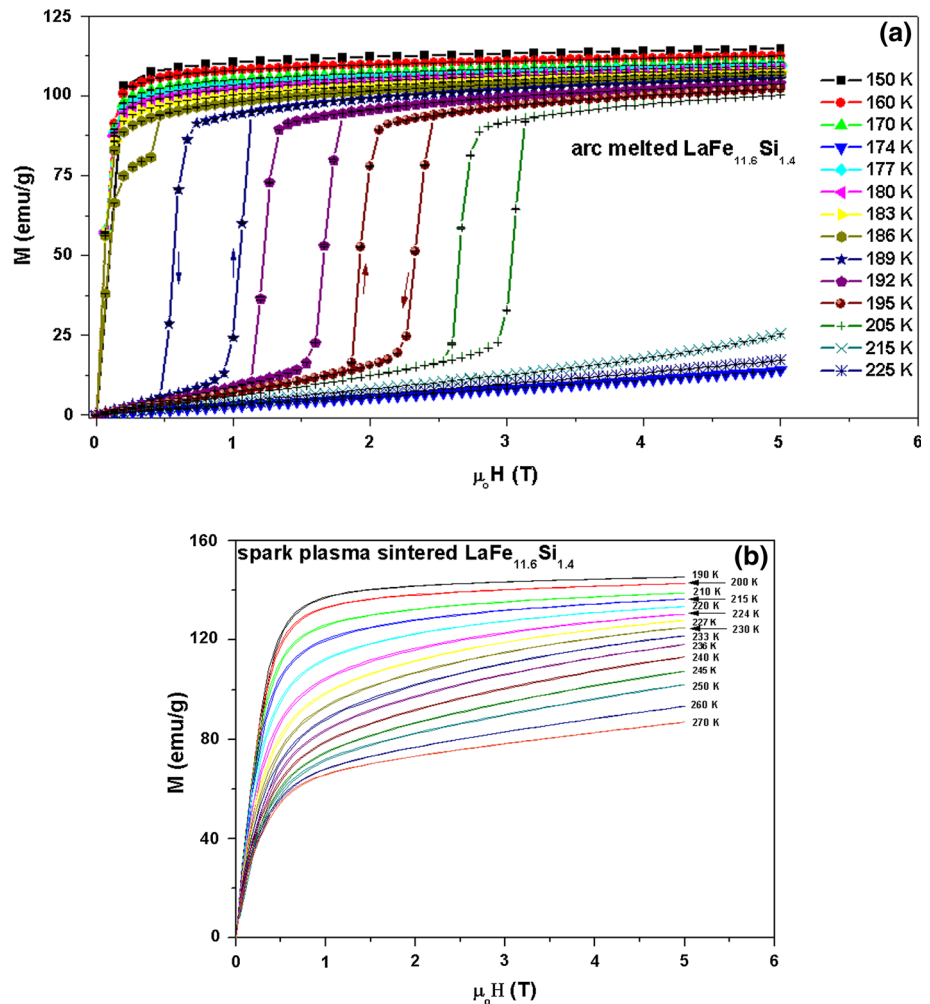 (a)
125
100
75
50
25
0
M (emu/g)
0 1 2 3 4 5 6
μₒH (T)
arc melted LaFe₁₁.₆Si₁.₄
150 K
160 K
170 K
174 K
177 K
180 K
183 K
186 K
189 K
192 K
195 K
205 K
215 K
225 K
(b)
spark plasma sintered LaFe₁₁.₆Si₁.₄
160
120
80
40
0
M (emu/g)
190 K
200 K
210 K
215 K
220 K
224 K
227 K
230 K
233 K
236 K
240 K
245 K
250 K
260 K
270 K
0 1 2 3 4 5 6
μₒH (T)